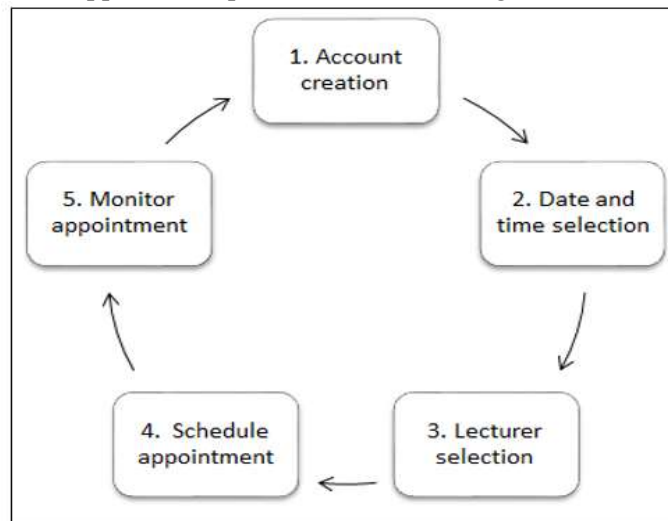 1. Account
creation
2. Date and
time selection
3. Lecturer
selection
4. Schedule
appointment
5. Monitor
appointment